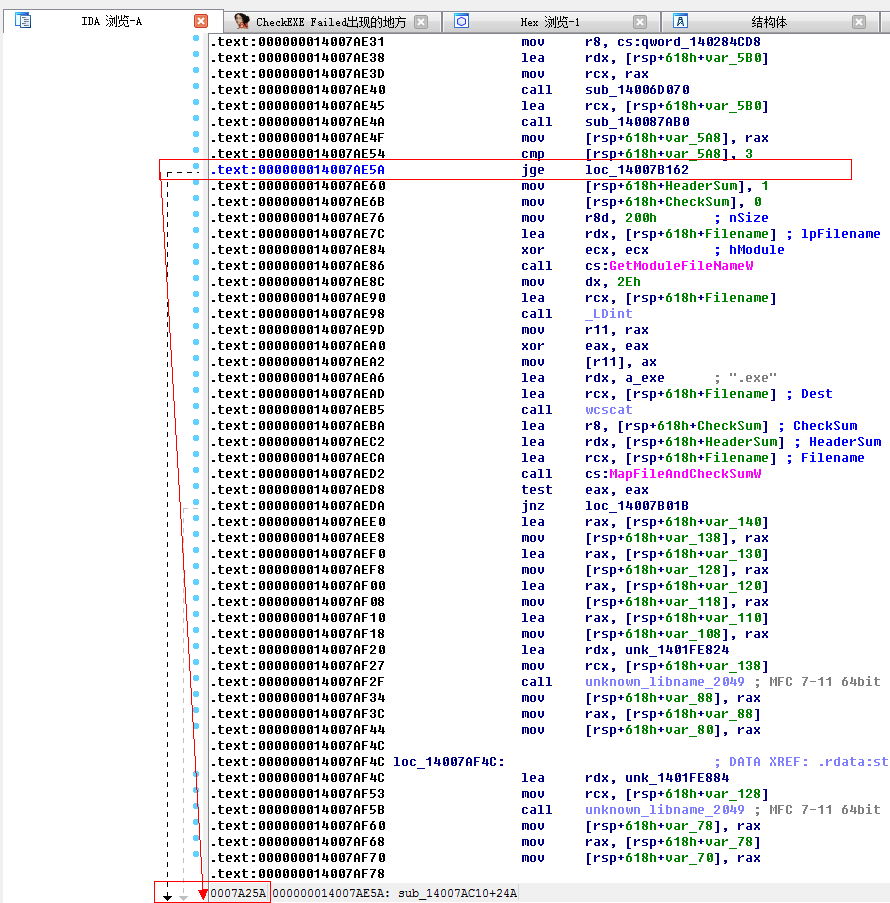 IDA 浏览-A CheckEXE Failed出现的地方 Hex 浏览-1 结构体
.text:000000014007AE31 mov r8, cs:qword_140284CD8
.text:000000014007AE38 lea rdx, [rsp+618h+var_5B0]
.text:000000014007AE3D mov rcx, rax
.text:000000014007AE40 call sub_14006D070
.text:000000014007AE45 lea rcx, [rsp+618h+var_5B0]
.text:000000014007AE4A call sub_140087AB0
.text:000000014007AE4F mov [rsp+618h+var_5A8], rax
.text:000000014007AE54 cmp [rsp+618h+var_5A8], 3
.text:000000014007AE5A jge loc_14007B162
.text:000000014007AE60 mov [rsp+618h+HeaderSum], 1
.text:000000014007AE6B mov [rsp+618h+CheckSum], 0
.text:000000014007AE76 mov r8d, 200h ; nSize
.text:000000014007AE7C lea rdx, [rsp+618h+Filename] ; lpFilename
.text:000000014007AE84 xor ecx, ecx ; hModule
.text:000000014007AE86 call cs:GetModuleFileNameW
.text:000000014007AE8C mov dx, 2Eh
.text:000000014007AE90 lea rcx, [rsp+618h+Filename]
.text:000000014007AE98 call _LDint
.text:000000014007AE9D mov r11, rax
.text:000000014007AEA0 xor eax, eax
.text:000000014007AEA2 mov [r11], ax
.text:000000014007AEA6 lea rdx, a_exe ; ".exe"
.text:000000014007AEAD lea rcx, [rsp+618h+Filename] ; Dest
.text:000000014007AEB5 call wcscat
.text:000000014007AEBA lea r8, [rsp+618h+CheckSum] ; CheckSum
.text:000000014007AEC2 lea rdx, [rsp+618h+HeaderSum] ; HeaderSum
.text:000000014007AECA lea rcx, [rsp+618h+Filename] ; Filename
.text:000000014007AED2 call cs:MapFileAndCheckSumW
.text:000000014007AED8 test eax, eax
.text:000000014007AEDA jnz loc_14007B01B
.text:000000014007AEE0 lea rax, [rsp+618h+var_140]
.text:000000014007AEE8 mov [rsp+618h+var_138], rax
.text:000000014007AEF0 lea rax, [rsp+618h+var_130]
.text:000000014007AEF8 mov [rsp+618h+var_128], rax
.text:000000014007AF00 lea rax, [rsp+618h+var_120]
.text:000000014007AF08 mov [rsp+618h+var_118], rax
.text:000000014007AF10 lea rax, [rsp+618h+var_110]
.text:000000014007AF18 mov [rsp+618h+var_108], rax
.text:000000014007AF20 lea rdx, unk_1401FE824
.text:000000014007AF27 mov rcx, [rsp+618h+var_138]
.text:000000014007AF2F call unknown_libname_2049 ; MFC 7-11 64bit
.text:000000014007AF34 mov [rsp+618h+var_88], rax
.text:000000014007AF3C mov rax, [rsp+618h+var_88]
.text:000000014007AF44 mov [rsp+618h+var_80], rax
.text:000000014007AF4C
.text:000000014007AF4C loc_14007AF4C: ; DATA XREF: .rdata:st
.text:000000014007AF4C lea rdx, unk_1401FE884
.text:000000014007AF53 mov rcx, [rsp+618h+var_128]
.text:000000014007AF5B call unknown_libname_2049 ; MFC 7-11 64bit
.text:000000014007AF60 mov [rsp+618h+var_78], rax
.text:000000014007AF68 mov rax, [rsp+618h+var_78]
.text:000000014007AF70 mov [rsp+618h+var_70], rax
.text:000000014007AF78
0007A25A 000000014007AE5A: sub_14007AC10+24A